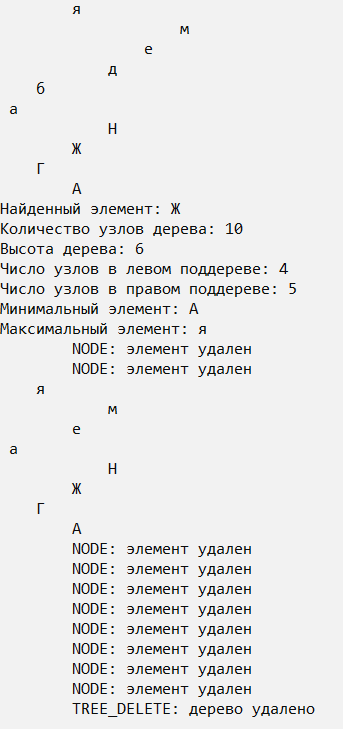 я
м
е
д
б
а
Н
Ж
Г
А
Найденный элемент: Ж
Количество узлов дерева: 10
Высота дерева: 6
Число узлов в левом поддереве: 4
Число узлов в правом поддереве: 5
Минимальный элемент: А
Максимальный элемент: я
NODE: элемент удален
NODE: элемент удален
я
м
е
а
Н
Ж
Г
А
NODE: элемент удален
NODE: элемент удален
NODE: элемент удален
NODE: элемент удален
NODE: элемент удален
NODE: элемент удален
NODE: элемент удален
NODE: элемент удален
TREE_DELETE: дерево удалено